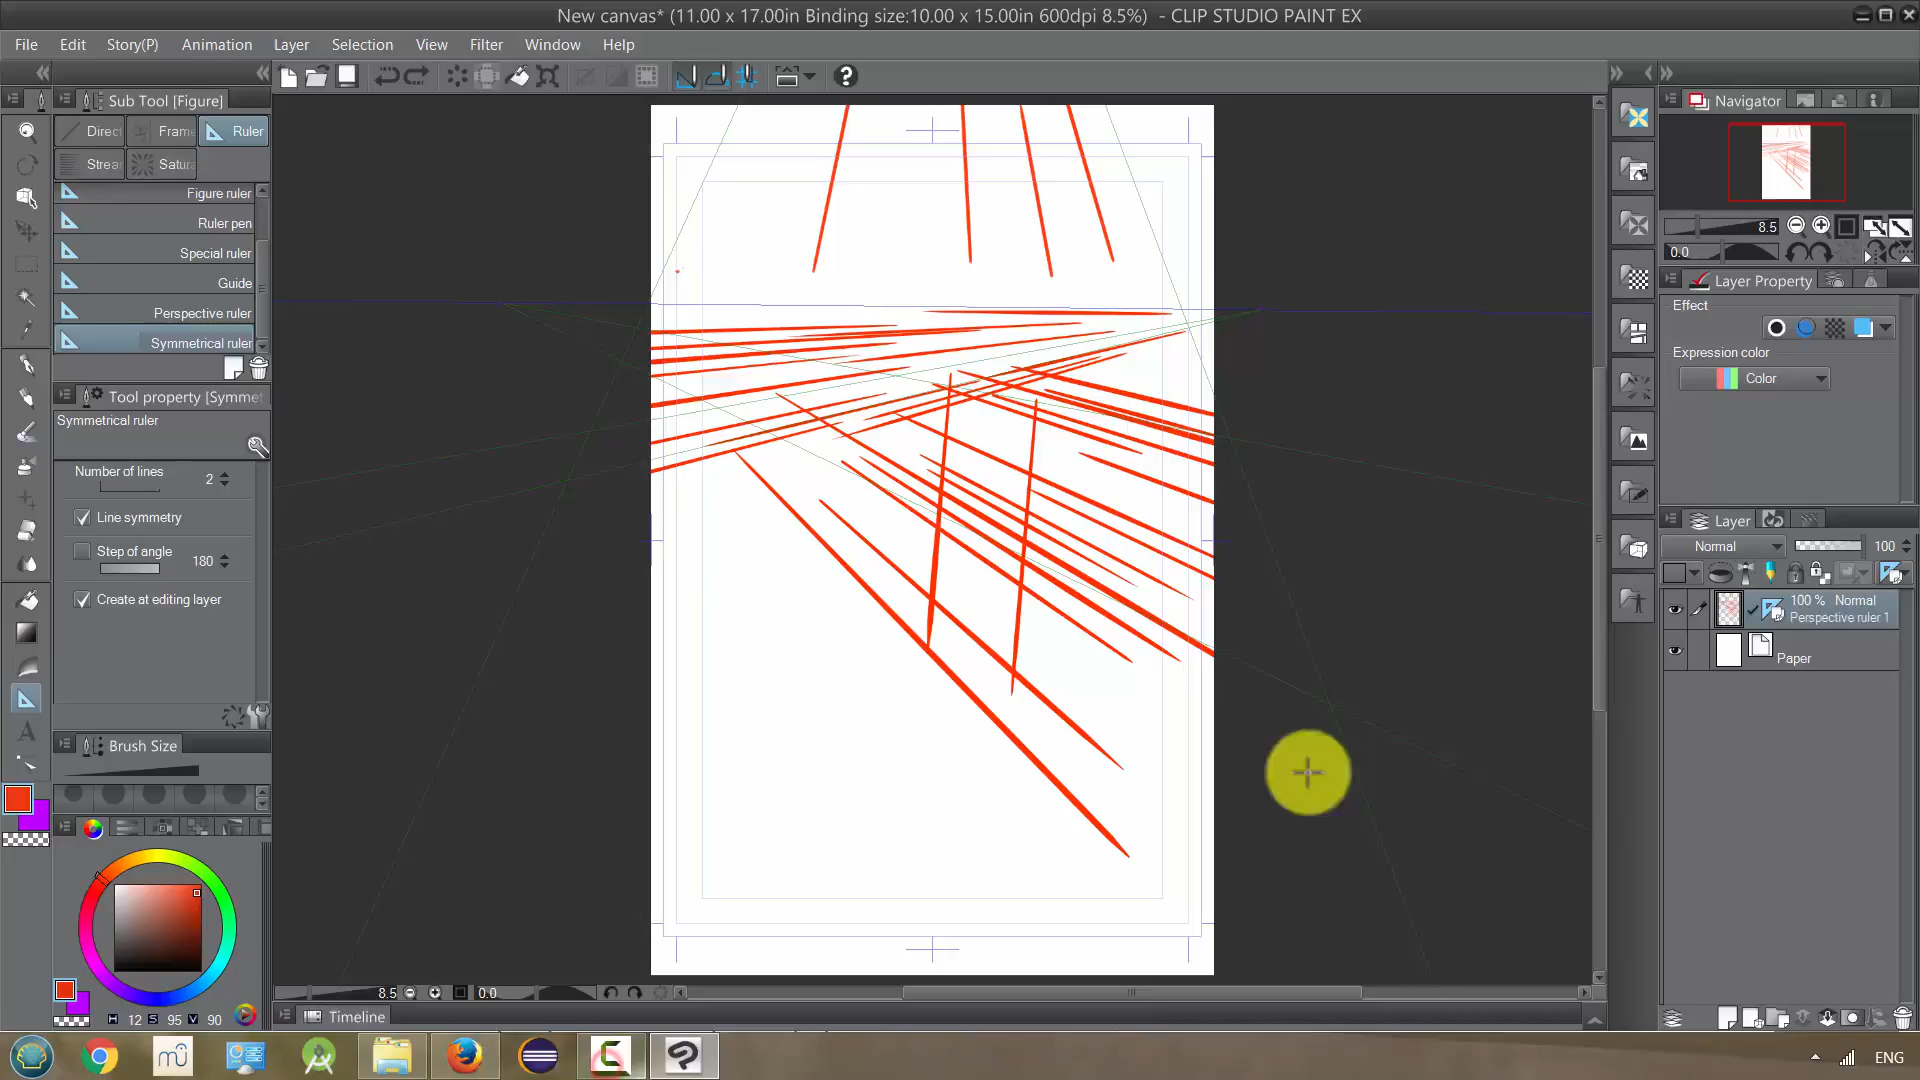 New canvas* (11.00 x 17.00in Binding size:10.00 x 15.00in 600dpi 8.5%) - CLIP STUDIO PAINT EX
File Edit Story(P) Animation Layer Selection View Filter Window Help
Sub Tool [Figure]
Direc Frame Ruler
Strea Satura
Figure ruler
Ruler pen
Special ruler
Guide
Perspective ruler
Symmetrical ruler
Tool property [Symmet
Symmetrical ruler
Number of lines 2
Line symmetry
Step of angle 180
Create at editing layer
Brush Size
H 12 S 95 V 90
8.5 0.0
Timeline
Navigator
8.5
0.0
Layer Property
Effect
Expression color
Color
Layer
Normal 100
100 % Normal
Perspective ruler 1
Paper
ENG